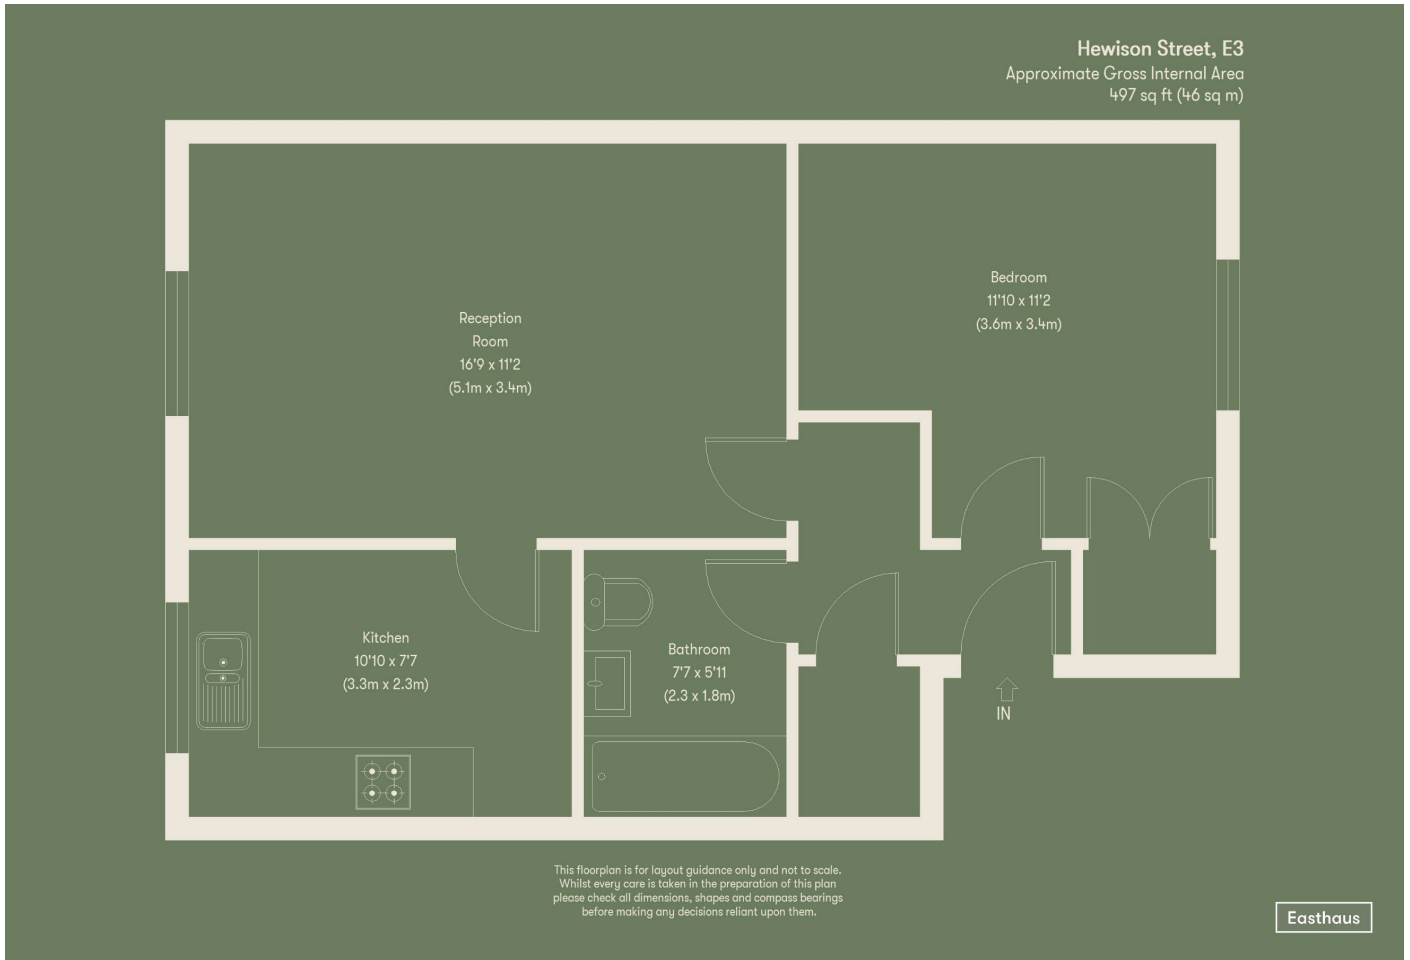 Hewison Street, E3
Approximate Gross Internal Area
497 sq ft (46 sq m)
Reception
Room
16'9 x 11'2
(5.1m x 3.4m)
Bedroom
11'10 x 11'2
(3.6m x 3.4m)
Kitchen
10'10 x 7'7
(3.3m x 2.3m)
Bathroom
7'7 x 5'11
(2.3 x 1.8m)
IN
This floorplan is for layout guidance only and not to scale.
Whilst every care is taken in the preparation of this plan
please check all dimensions, shapes and compass bearings
before making any decisions reliant upon them.
Easthaus